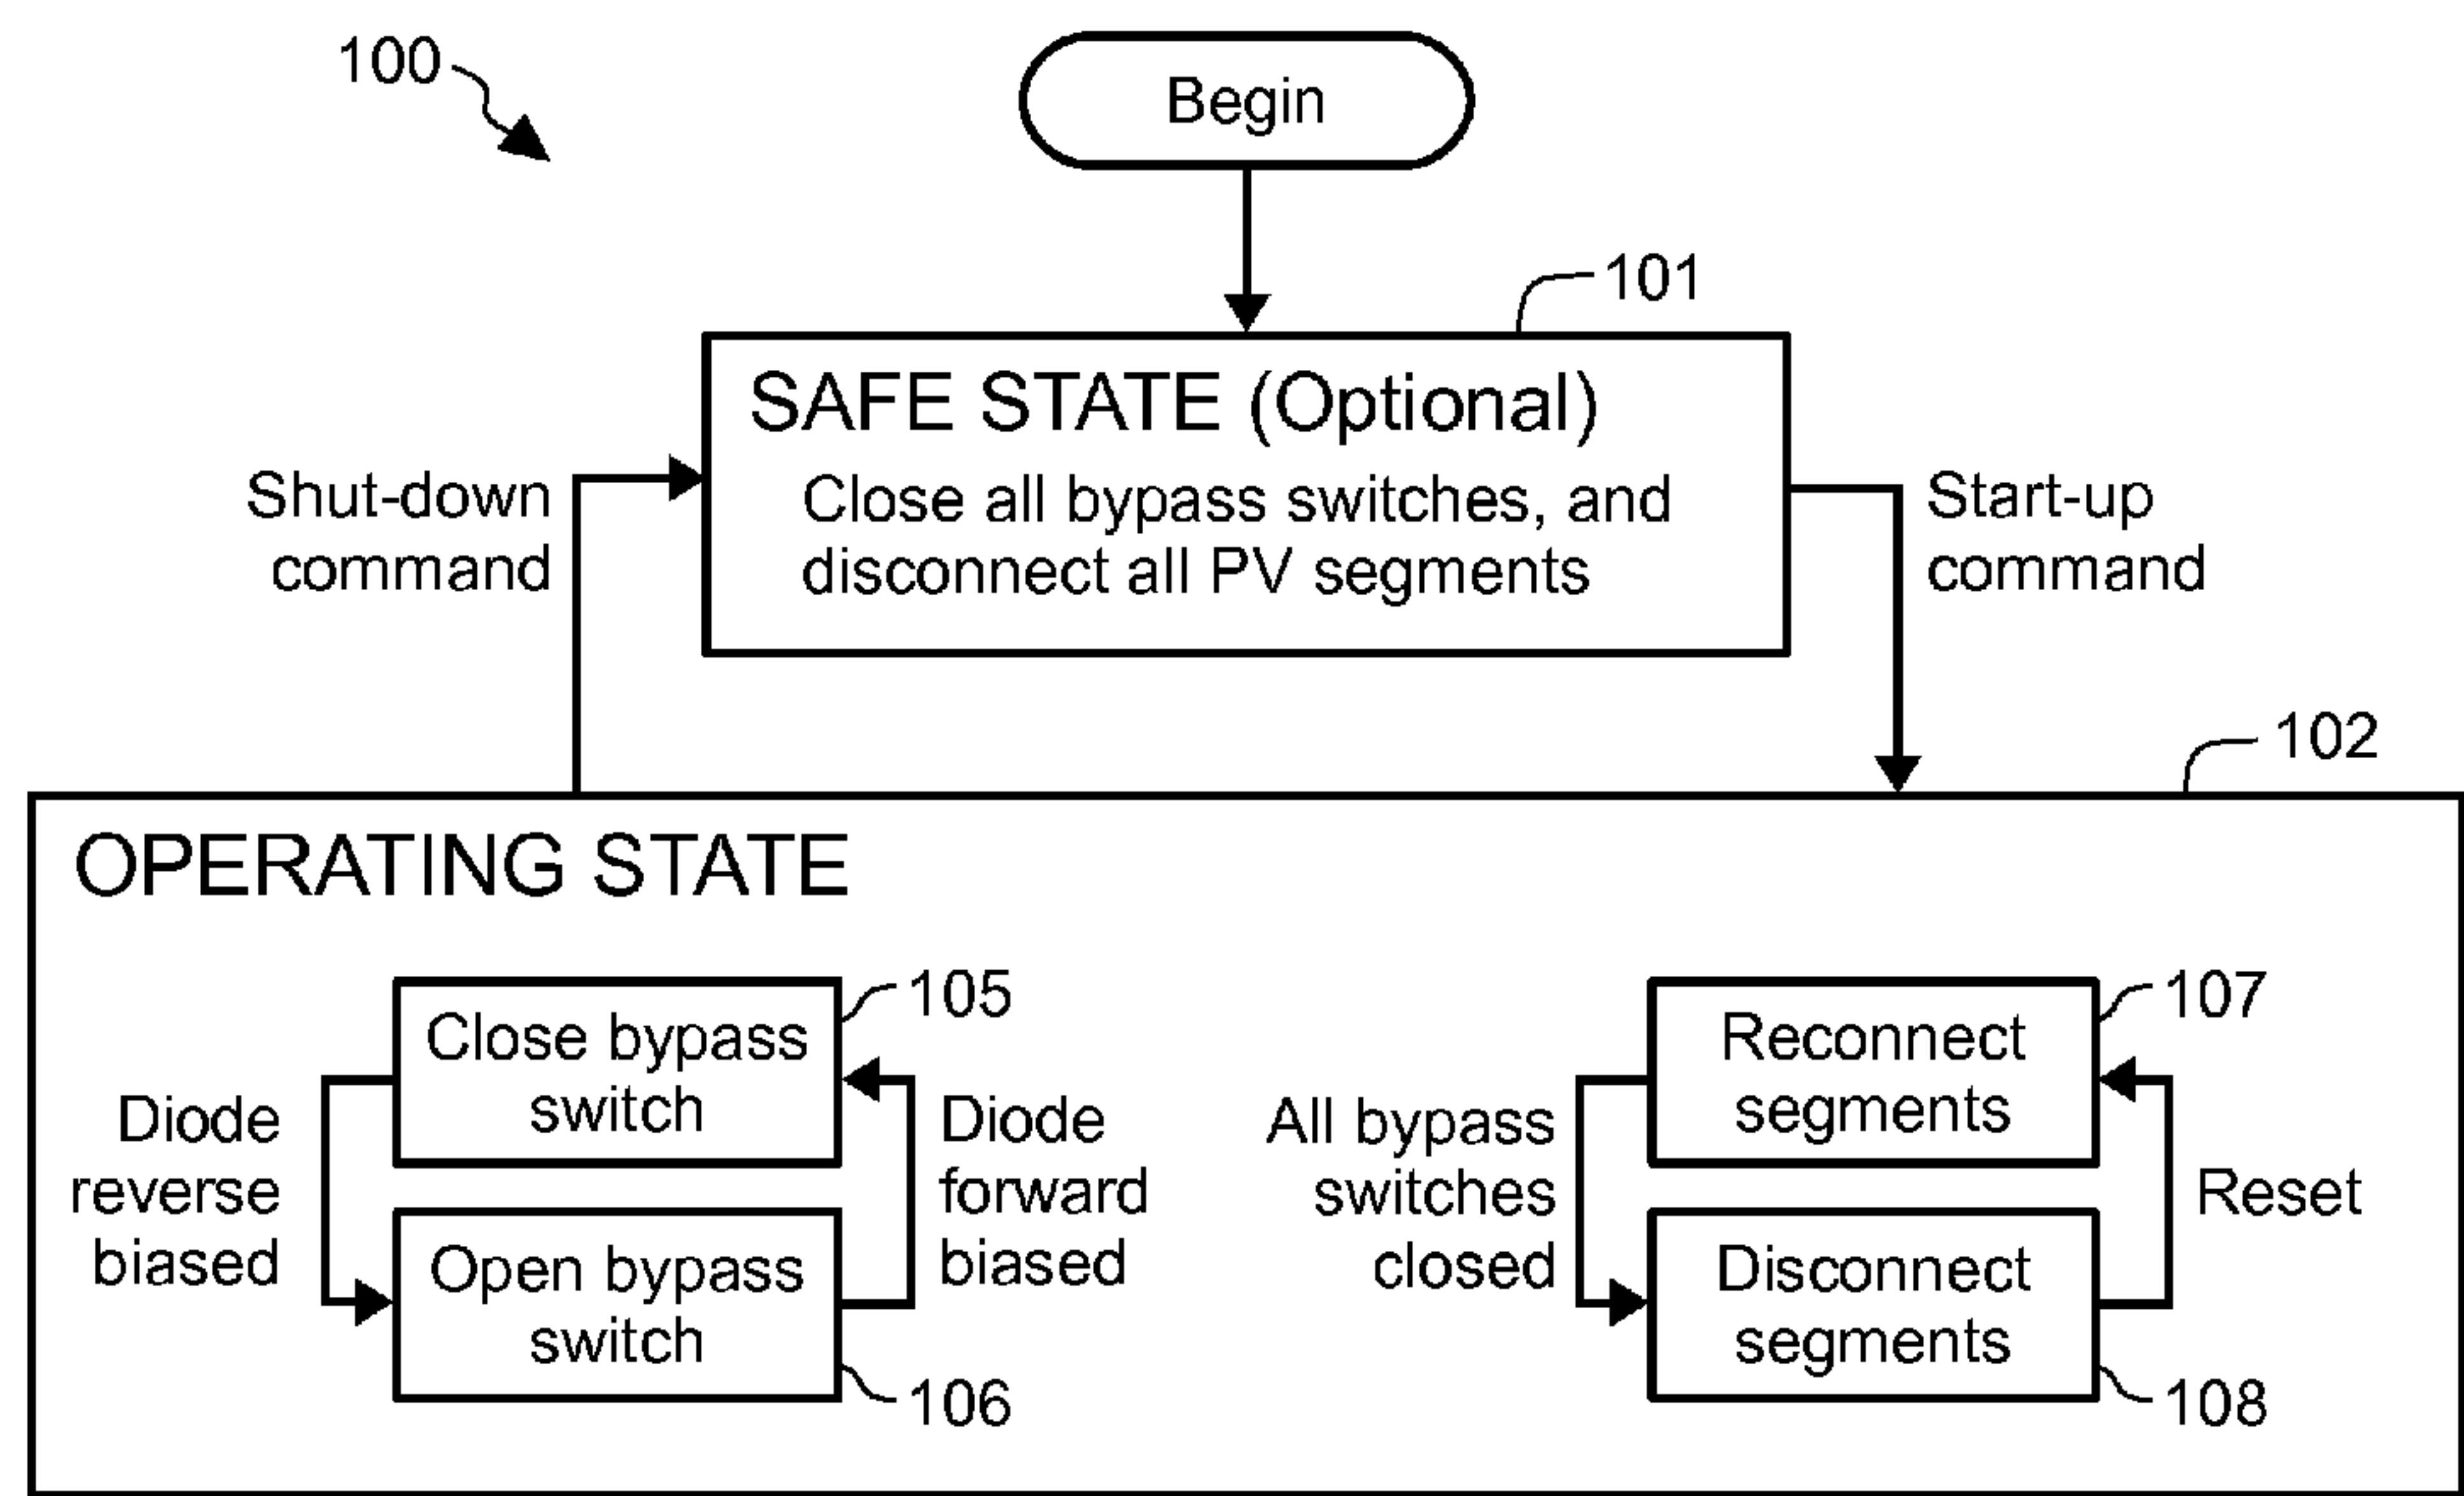 100
Begin
101
SAFE STATE (Optional)
Close all bypass switches, and
disconnect all PV segments
Shut-down
command
Start-up
command
102
OPERATING STATE
105
Close bypass
switch
Diode
reverse
biased
Diode
forward
biased
Open bypass
switch
106
107
Reconnect
segments
All bypass
switches
closed
Reset
Disconnect
segments
108